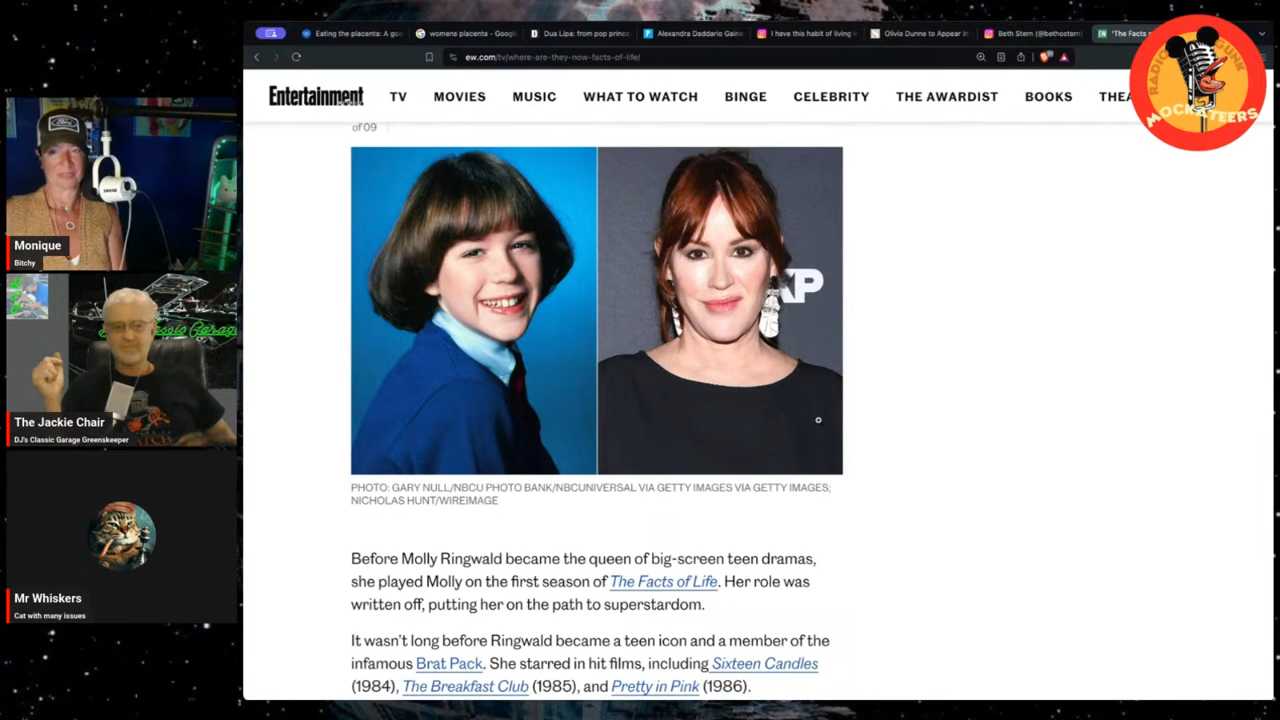 Eating the placenta: A goo
womens placenta - Google
Dua Lipa: from pop prince
Alexandra Daddario Gaine
I have this habit of living i
Olivia Dunne to Appear in
Beth Stern (@bethostern)
'The Facts o
ew.com/tv/where-are-they-now-facts-of-life/
Entertainment
TV
MOVIES
MUSIC
WHAT TO WATCH
BINGE
CELEBRITY
THE AWARDIST
BOOKS
THEA
RADIO GUNK
MOCKATEERS
of 09
XP
Monique
Bitchy
The Jackie Chair
DJ's Classic Garage Greenskeeper
Mr Whiskers
Cat with many issues
PHOTO: GARY NULL/NBCU PHOTO BANK/NBCUNIVERSAL VIA GETTY IMAGES VIA GETTY IMAGES;
NICHOLAS HUNT/WIREIMAGE
Before Molly Ringwald became the queen of big-screen teen dramas,
she played Molly on the first season of The Facts of Life. Her role was
written off, putting her on the path to superstardom.
It wasn't long before Ringwald became a teen icon and a member of the
infamous Brat Pack. She starred in hit films, including Sixteen Candles
(1984), The Breakfast Club (1985), and Pretty in Pink (1986).